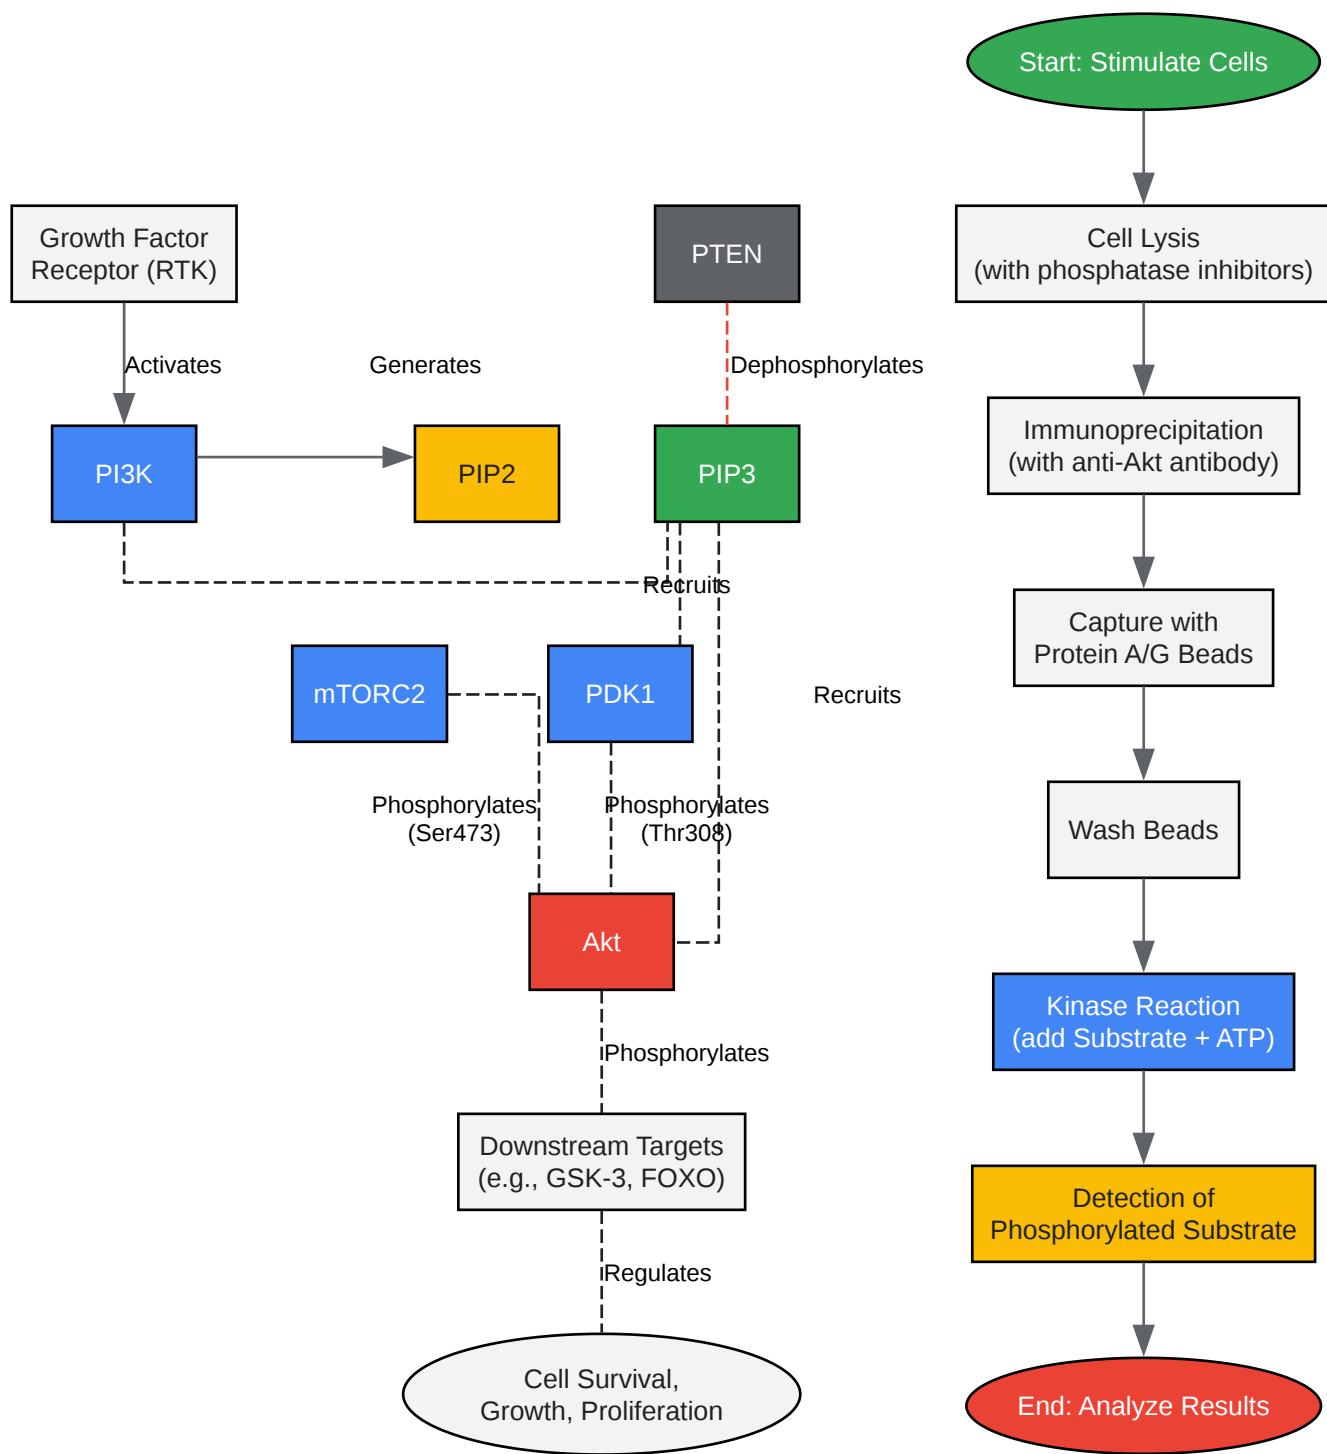 Growth Factor
Receptor (RTK)
PTEN
Activates
Generates
Dephosphorylates
PI3K
PIP2
PIP3
Recruits
mTORC2
PDK1
Recruits
Phosphorylates
(Ser473)
Phosphorylates
(Thr308)
Akt
Phosphorylates
Downstream Targets
(e.g., GSK-3, FOXO)
Regulates
Cell Survival,
Growth, Proliferation
Start: Stimulate Cells
Cell Lysis
(with phosphatase inhibitors)
Immunoprecipitation
(with anti-Akt antibody)
Capture with
Protein A/G Beads
Wash Beads
Kinase Reaction
(add Substrate + ATP)
Detection of
Phosphorylated Substrate
End: Analyze Results